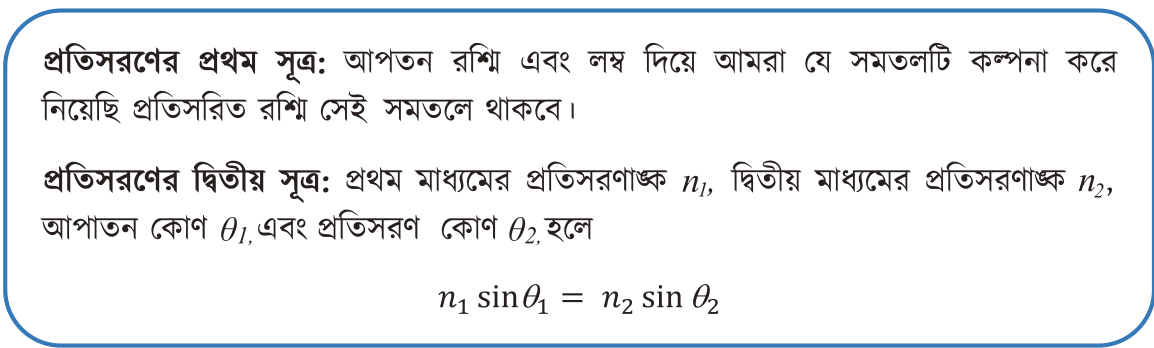 প্রতিসরণের প্রথম সূত্র: আপতন রশ্মি এবং লম্ব দিয়ে আমরা যে সমতলটি কল্পনা করে
নিয়েছি প্রতিসরিত রশ্মি সেই সমতলে থাকবে।
প্রতিসরণের দ্বিতীয় সূত্র: প্রথম মাধ্যমের প্রতিসরণাঙ্ক n₁, দ্বিতীয় মাধ্যমের প্রতিসরণাঙ্ক n₂,
আপাতন কোণ θ₁, এবং প্রতিসরণ কোণ θ₂, হলে
n₁ sin θ₁ = n₂ sin θ₂